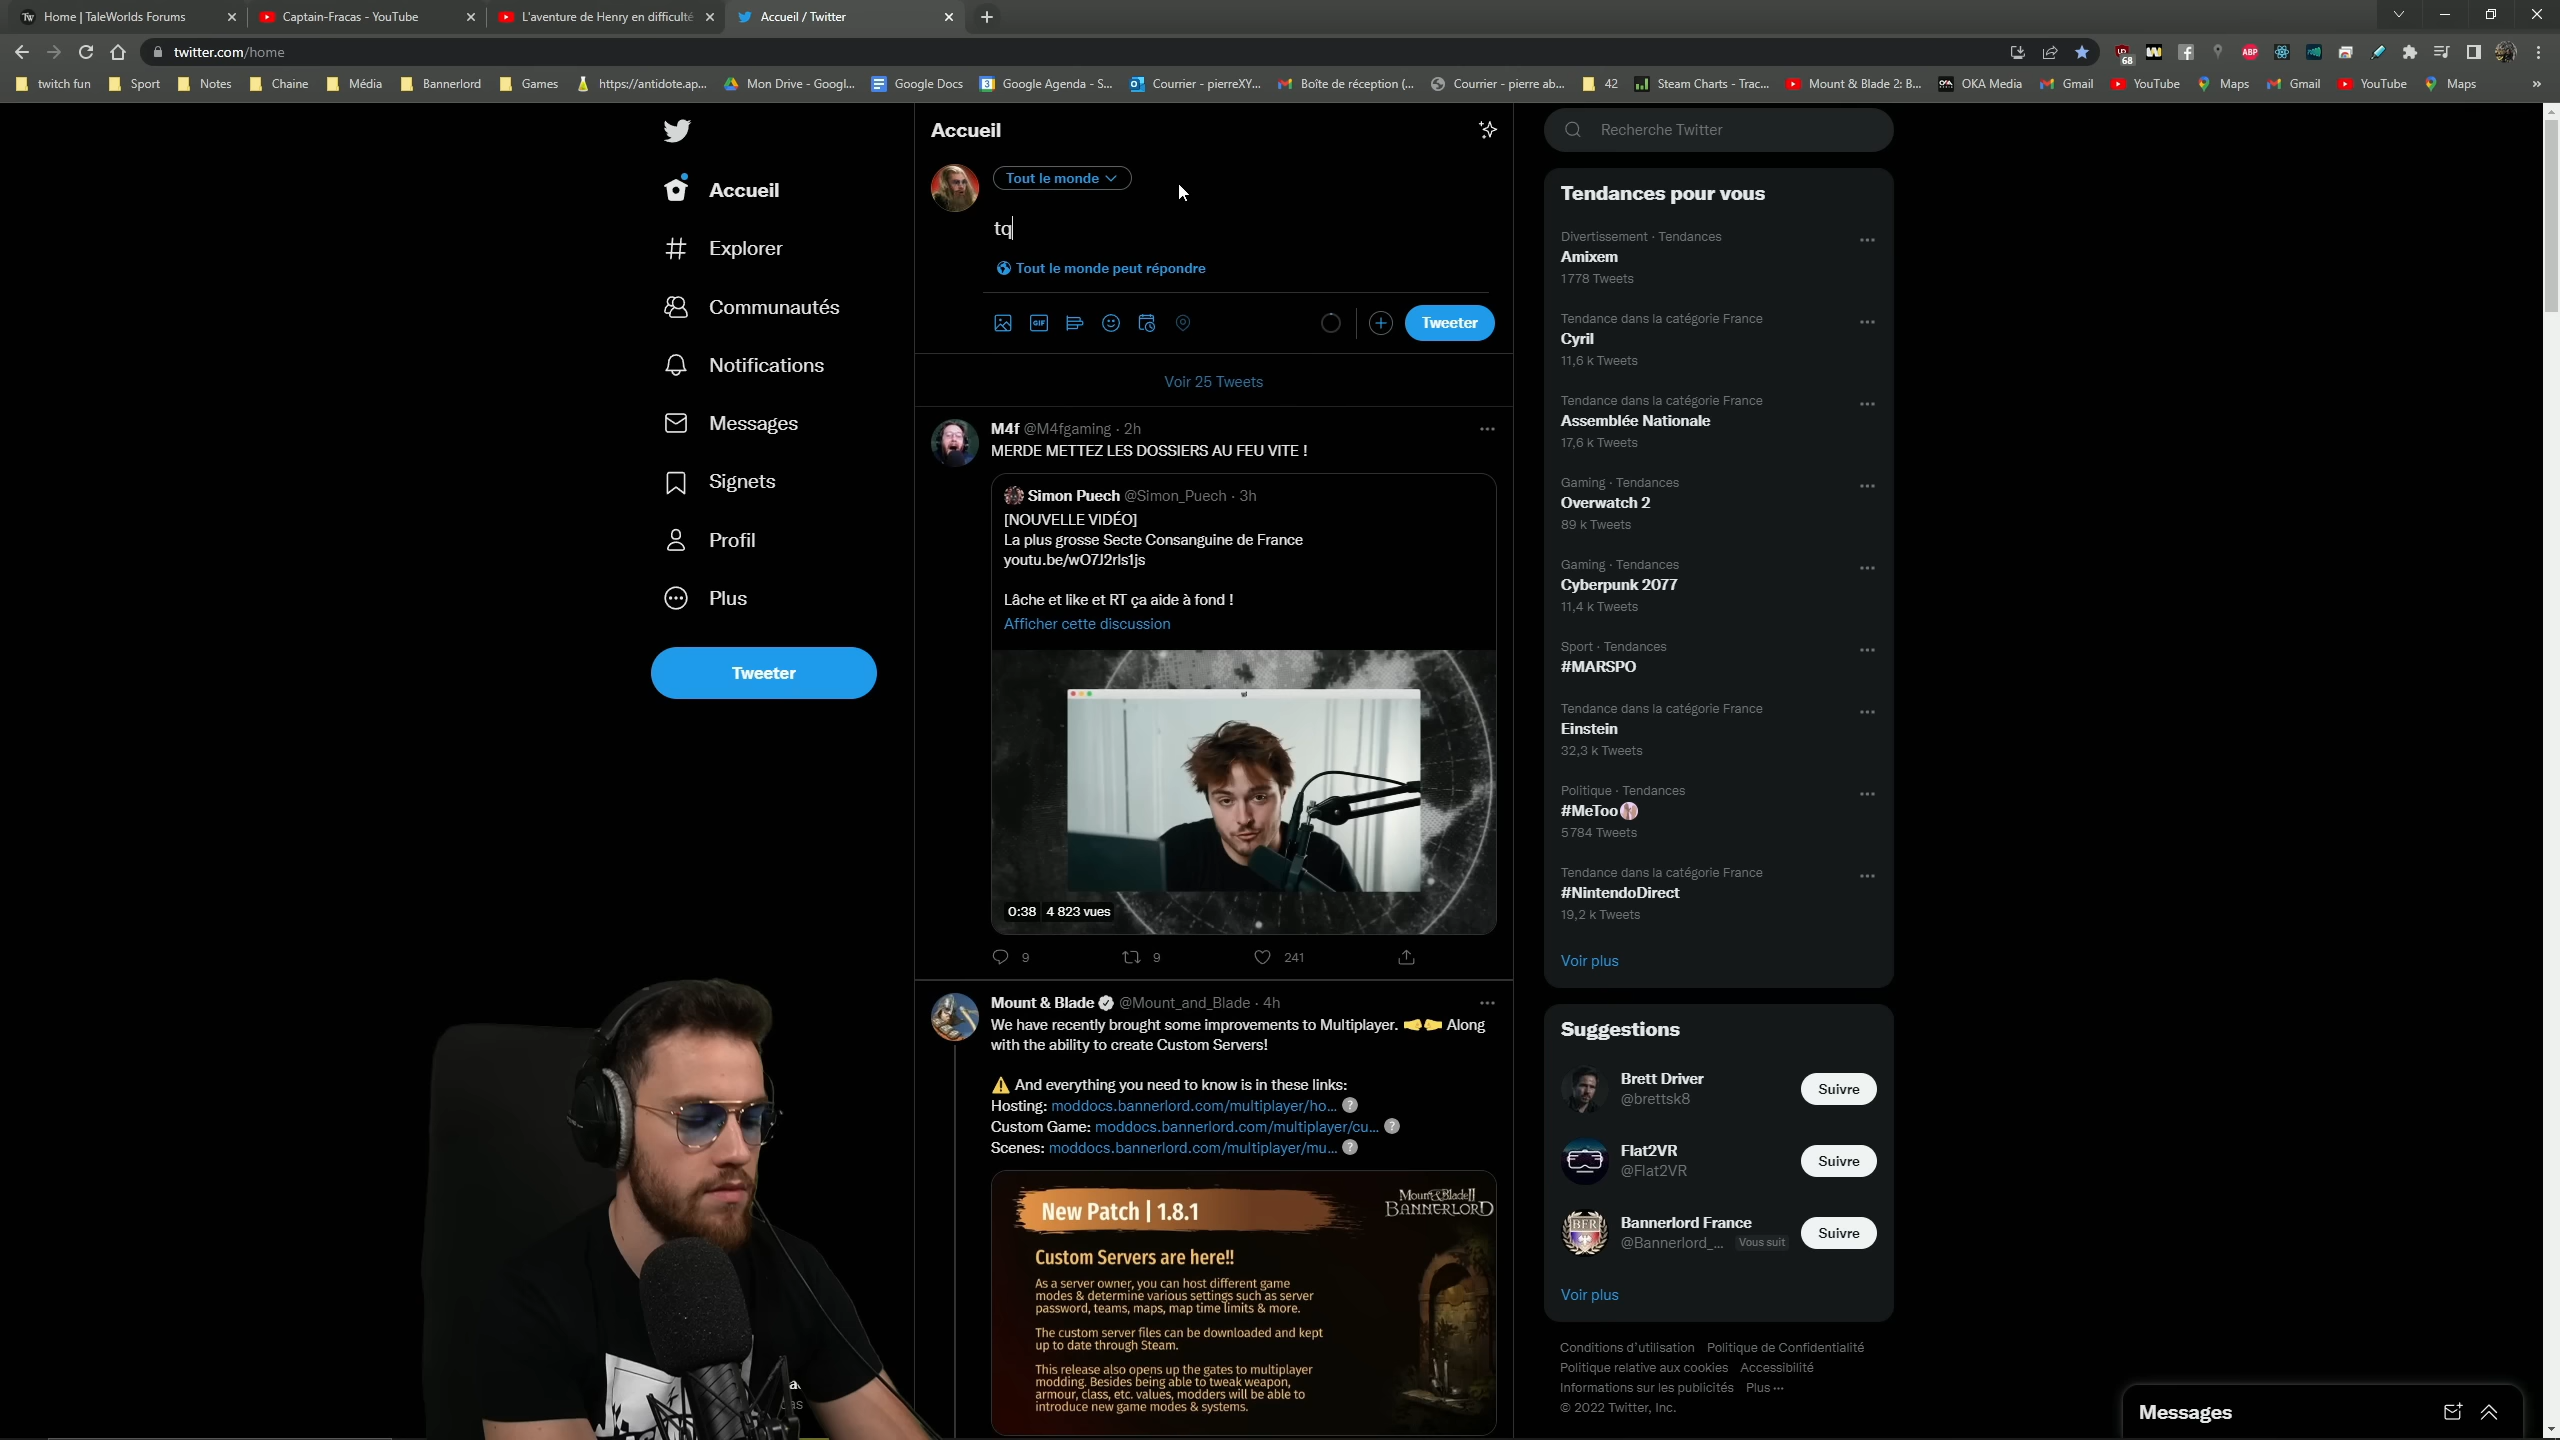 Home | TaleWorlds Forums
Captain-Fracas - YouTube
L'aventure de Henry en difficulté
Accueil / Twitter
twitter.com/home
68
ABP
twitch fun
Sport
Notes
Chaine
Média
Bannerlord
Games
https://antidote.ap...
Mon Drive - Googl...
Google Docs
Google Agenda - S...
Courrier - pierreXY...
Boîte de réception (...
Courrier - pierre ab...
42
Steam Charts - Trac...
Mount & Blade 2: B...
OKA Media
Gmail
YouTube
Maps
Gmail
YouTube
Maps
»
Accueil
Explorer
Communautés
Notifications
Messages
Signets
Profil
Plus
Tweeter
Accueil
Tout le monde
tq
Tout le monde peut répondre
GIF
Tweeter
Voir 25 Tweets
M4f @M4fgaming · 2h
MERDE METTEZ LES DOSSIERS AU FEU VITE !
Simon Puech @Simon_Puech · 3h
[NOUVELLE VIDÉO]
La plus grosse Secte Consanguine de France
youtu.be/wO7J2rls1js
Lâche et like et RT ça aide à fond !
Afficher cette discussion
0:38 4 823 vues
9
9
241
Mount & Blade @Mount_and_Blade · 4h
We have recently brought some improvements to Multiplayer. 🤜🤛 Along
with the ability to create Custom Servers!
⚠️ And everything you need to know is in these links:
Hosting: moddocs.bannerlord.com/multiplayer/ho...
Custom Game: moddocs.bannerlord.com/multiplayer/cu...
Scenes: moddocs.bannerlord.com/multiplayer/mu...
New Patch | 1.8.1
Mount & Blade II
BANNERLORD
Custom Servers are here!!
As a server owner, you can host different game
modes & determine various settings such as server
password, teams, maps, map time limits & more.
The custom server files can be downloaded and kept
up to date through Steam.
This release also opens up the gates to multiplayer
modding. Besides being able to tweak weapon,
armour, class, etc. values, modders will be able to
introduce new game modes & systems.
Recherche Twitter
Tendances pour vous
Divertissement · Tendances
Amixem
1 778 Tweets
Tendance dans la catégorie France
Cyril
11,6 k Tweets
Tendance dans la catégorie France
Assemblée Nationale
17,6 k Tweets
Gaming · Tendances
Overwatch 2
89 k Tweets
Gaming · Tendances
Cyberpunk 2077
11,4 k Tweets
Sport · Tendances
#MARSPO
Tendance dans la catégorie France
Einstein
32,3 k Tweets
Politique · Tendances
#MeToo
5 784 Tweets
Tendance dans la catégorie France
#NintendoDirect
19,2 k Tweets
Voir plus
Suggestions
Brett Driver
@brettsk8
Suivre
Flat2VR
@Flat2VR
Suivre
BFR
Bannerlord France
@Bannerlord_... Vous suit
Suivre
Voir plus
Conditions d'utilisation Politique de Confidentialité
Politique relative aux cookies Accessibilité
Informations sur les publicités Plus ···
© 2022 Twitter, Inc.
Messages